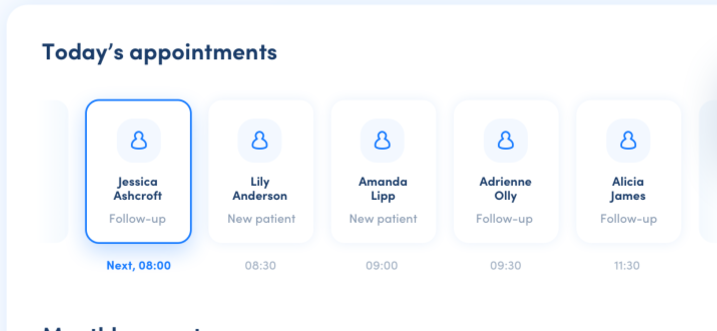 Today's appointments
Jessica
Ashcroft
Follow-up
Next, 08:00
Lily
Anderson
New patient
08:30
Amanda
Lipp
New patient
09:00
Adrienne
Olly
Follow-up
09:30
Alicia
James
Follow-up
11:30